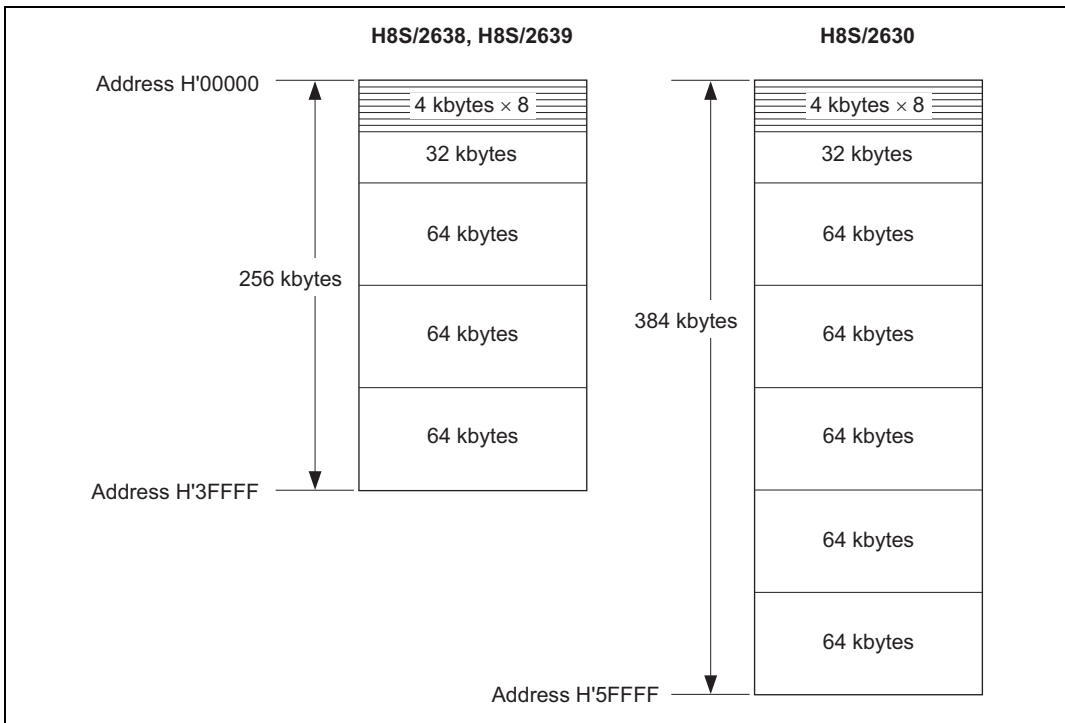 H8S/2638, H8S/2639
H8S/2630
Address H'00000
4 kbytes × 8
4 kbytes × 8
32 kbytes
32 kbytes
64 kbytes
64 kbytes
256 kbytes
64 kbytes
384 kbytes
64 kbytes
64 kbytes
64 kbytes
Address H'3FFFF
64 kbytes
64 kbytes
Address H'5FFFF